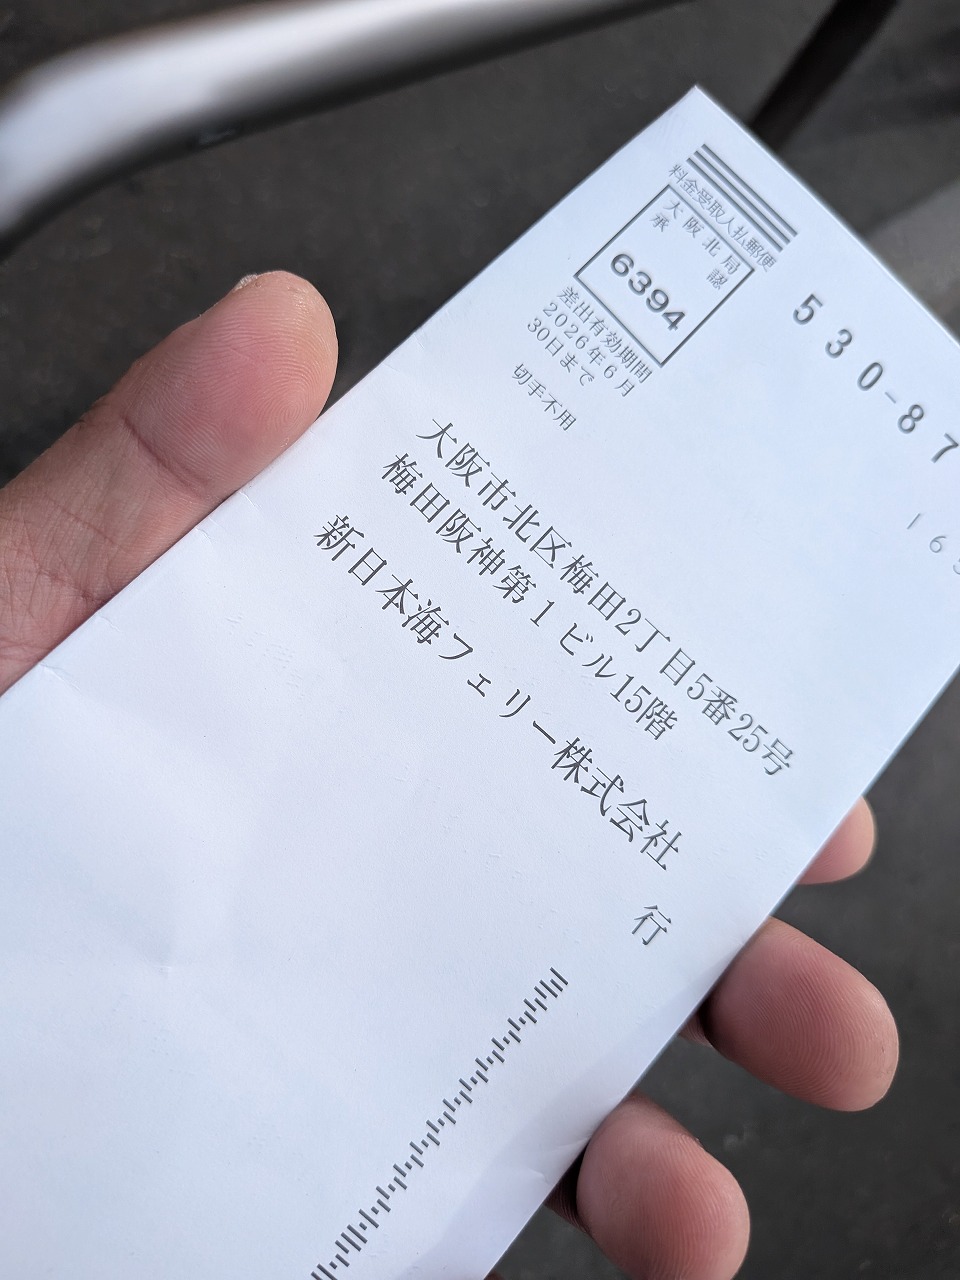 料金受取人払郵便
大阪北局
承認
6394
差出有効期間
2026年6月
30日まで
切手不用
530-87
大阪市北区梅田2丁目5番25号
梅田阪神第1ビル15階
新日本海フェリー株式会社
行